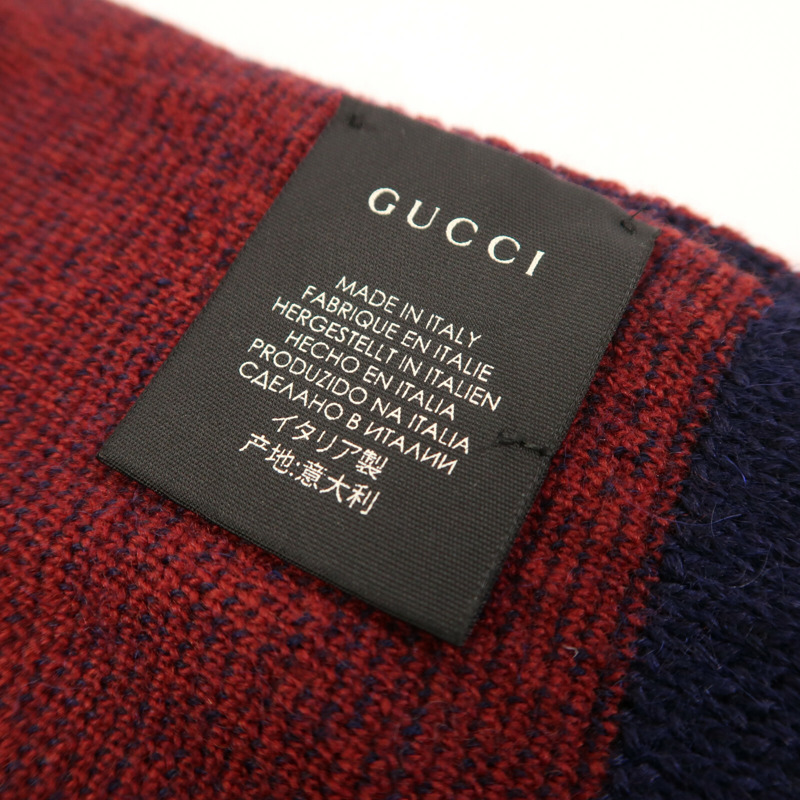 GUCCI
MADE IN ITALY
FABRIQUE EN ITALIE
HERGESTELLT IN ITALIEN
HECHO EN ITALIA
PRODUZIDO NA ITALIA
СДЕЛАНО В ИТАЛИИ
イタリア製
产地:意大利